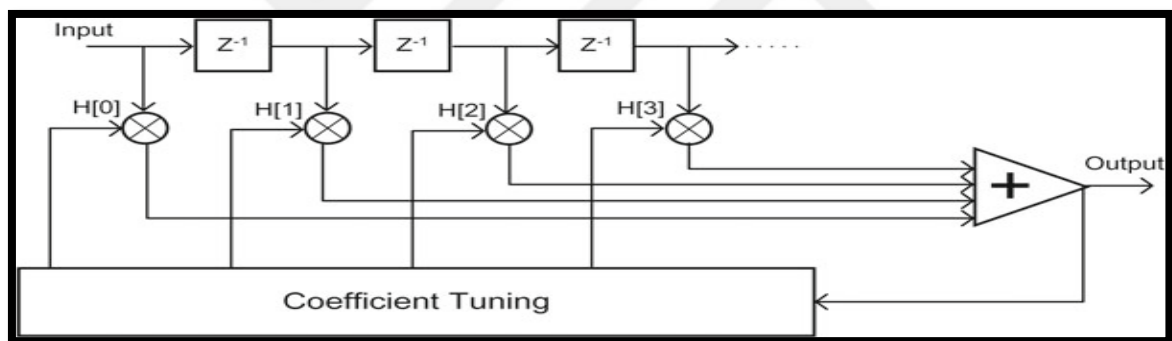 Input
Z⁻¹
Z⁻¹
Z⁻¹
.....
H[0]
H[1]
H[2]
H[3]
+
Output
Coefficient Tuning